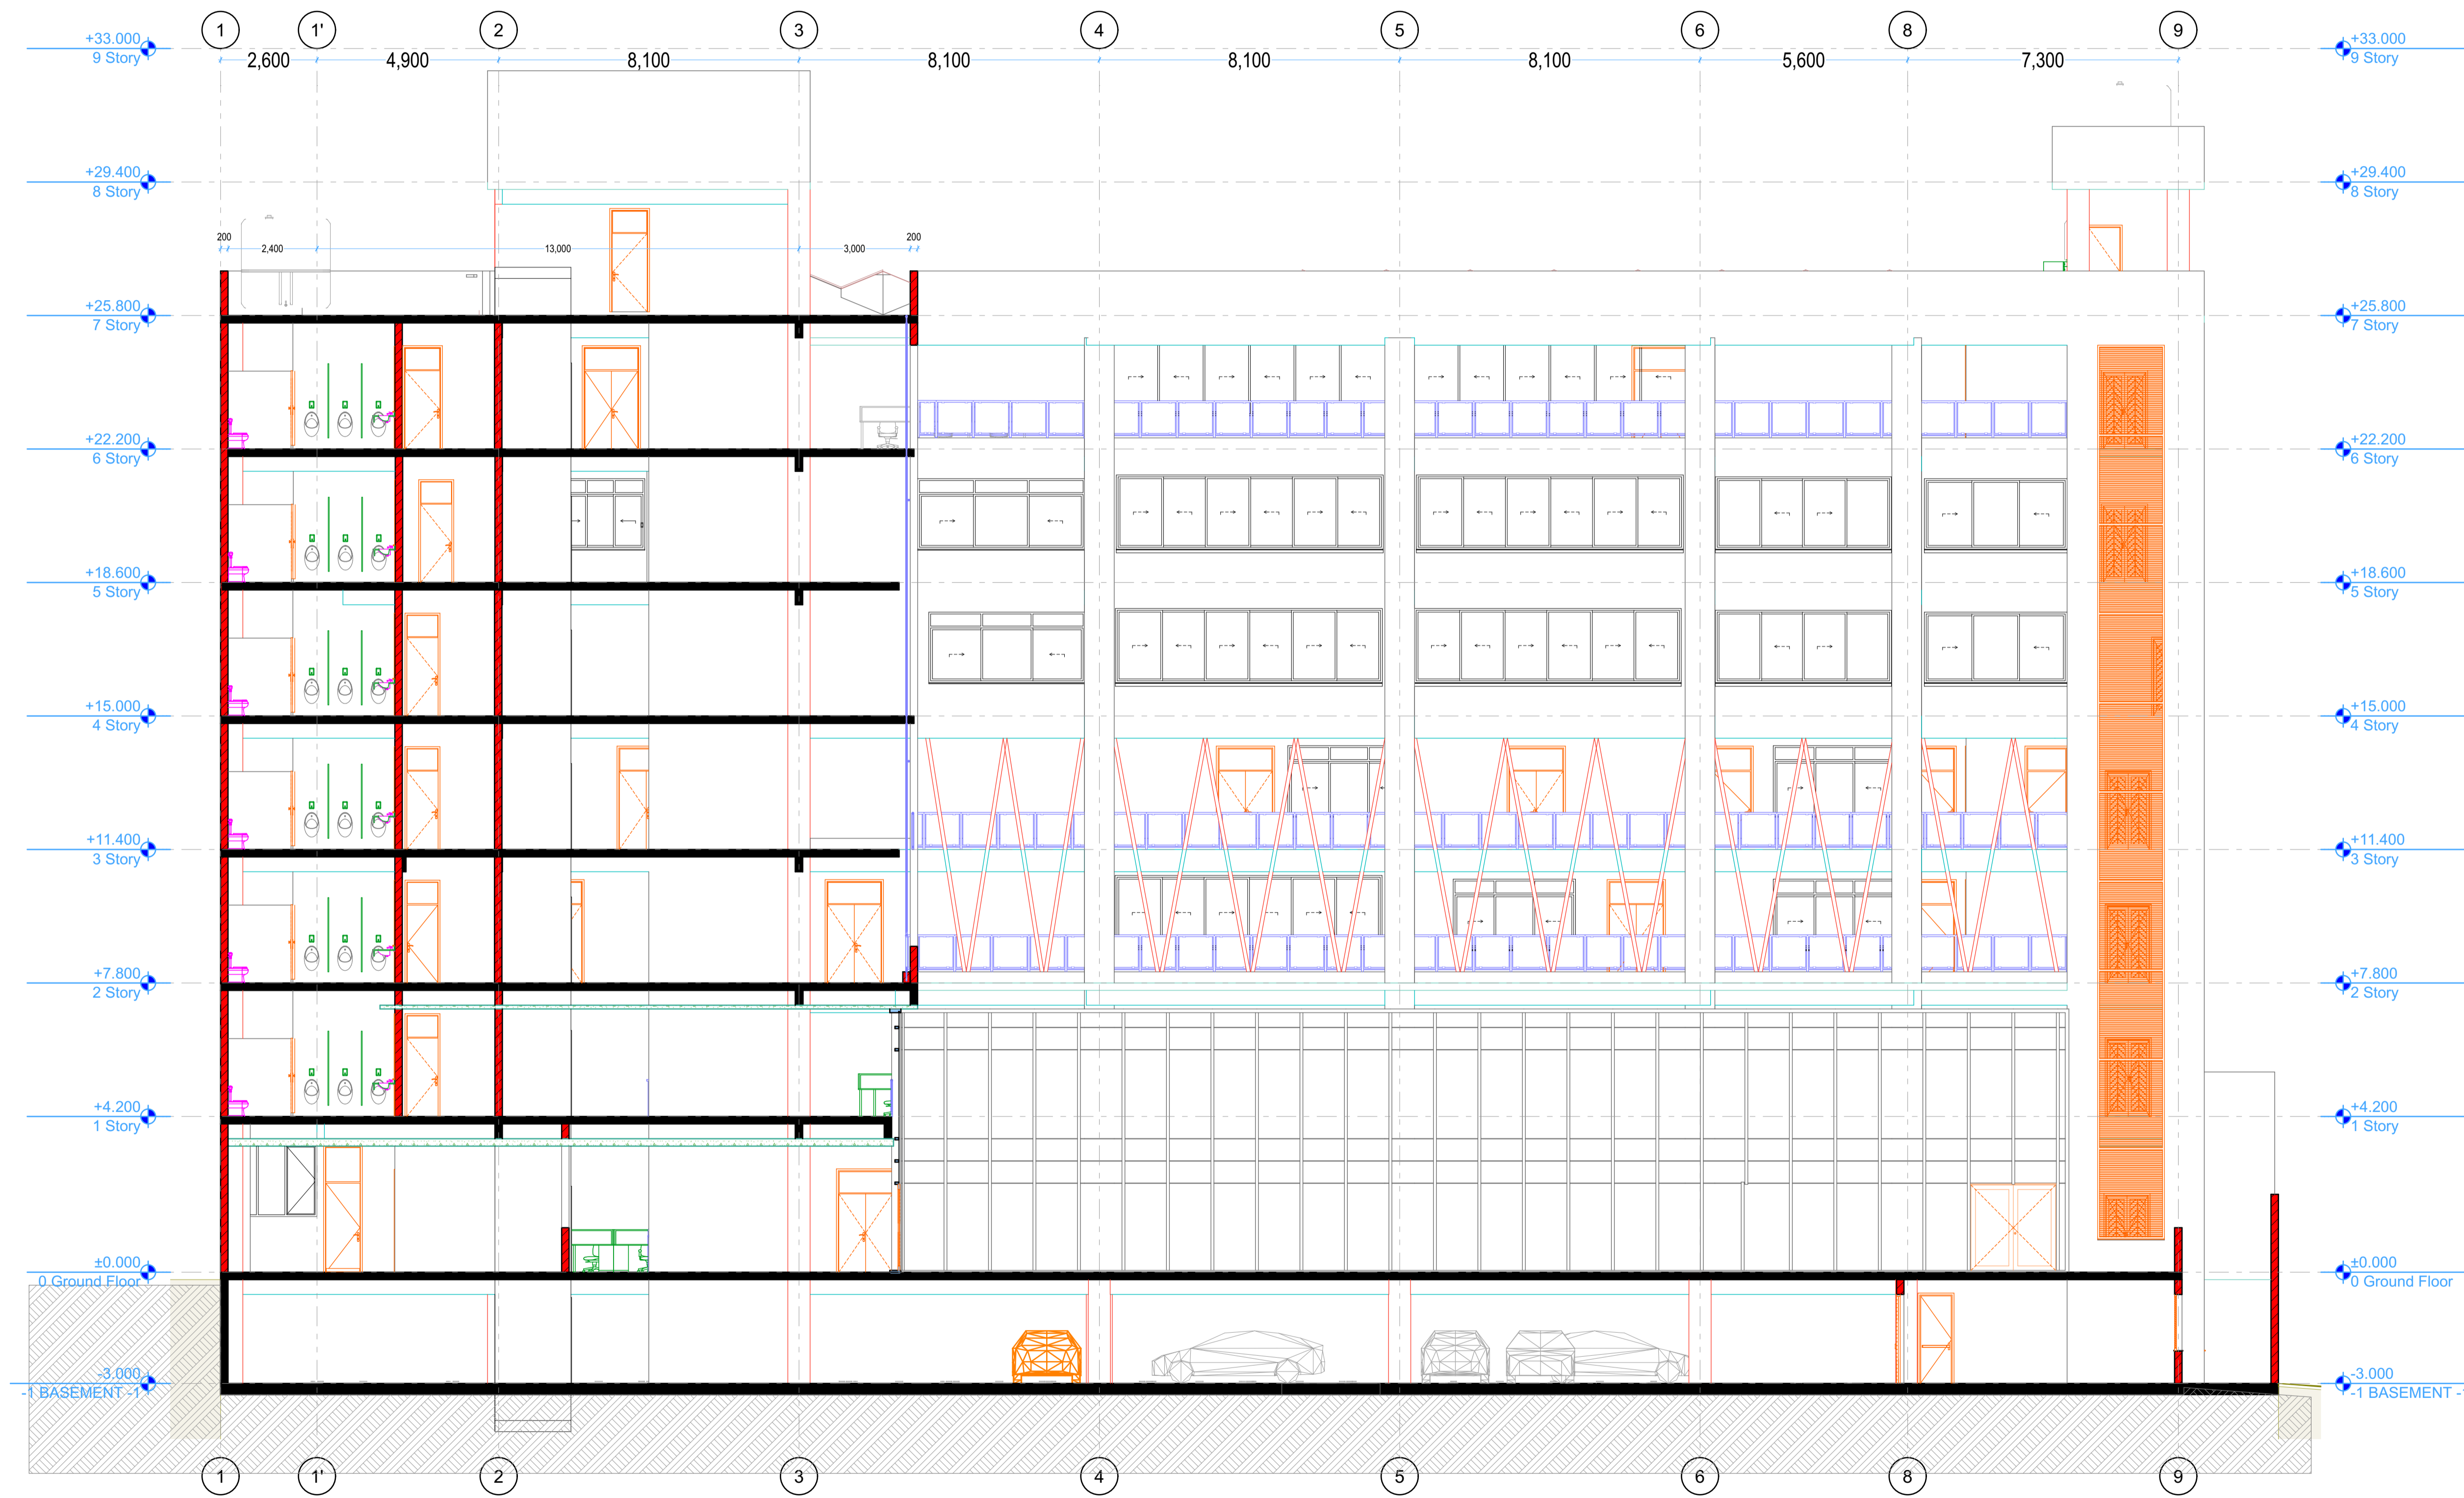 1 1' 2 3 4 5 6 8 9
+33.000 +33.000
9 Story 9 Story
2,600 4,900 8,100 8,100 8,100 8,100 5,600 7,300
+29.400 +29.400
8 Story 8 Story
200 2,400 13,000 3,000 200
+25.800 +25.800
7 Story 7 Story
+22.200 +22.200
6 Story 6 Story
+18.600 +18.600
5 Story 5 Story
+15.000 +15.000
4 Story 4 Story
+11.400 +11.400
3 Story 3 Story
+7.800 +7.800
2 Story 2 Story
+4.200 +4.200
1 Story 1 Story
±0.000 ±0.000
0 Ground Floor 0 Ground Floor
-3.000 -3.000
-1 BASEMENT -1 -1 BASEMENT -1
1 1' 2 3 4 5 6 8 9